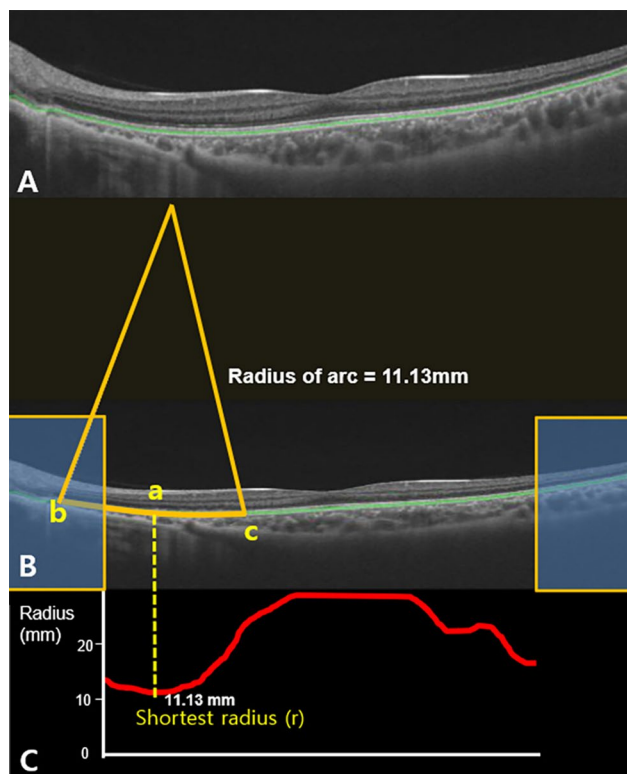 A
Radius of arc = 11.13mm
a
b
c
B
Radius
(mm)
20
10
11.13 mm
Shortest radius (r)
0
C